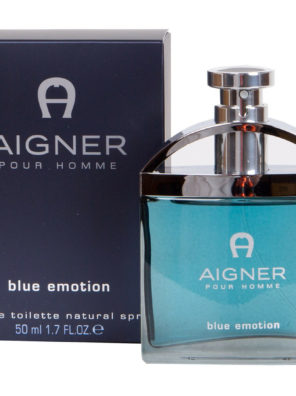 AIGNER
POUR HOMME
blue emotion
toilette natural
50 ml 1.7 FL.OZ.℮
AIGNER
POUR HOMME
blue emotion